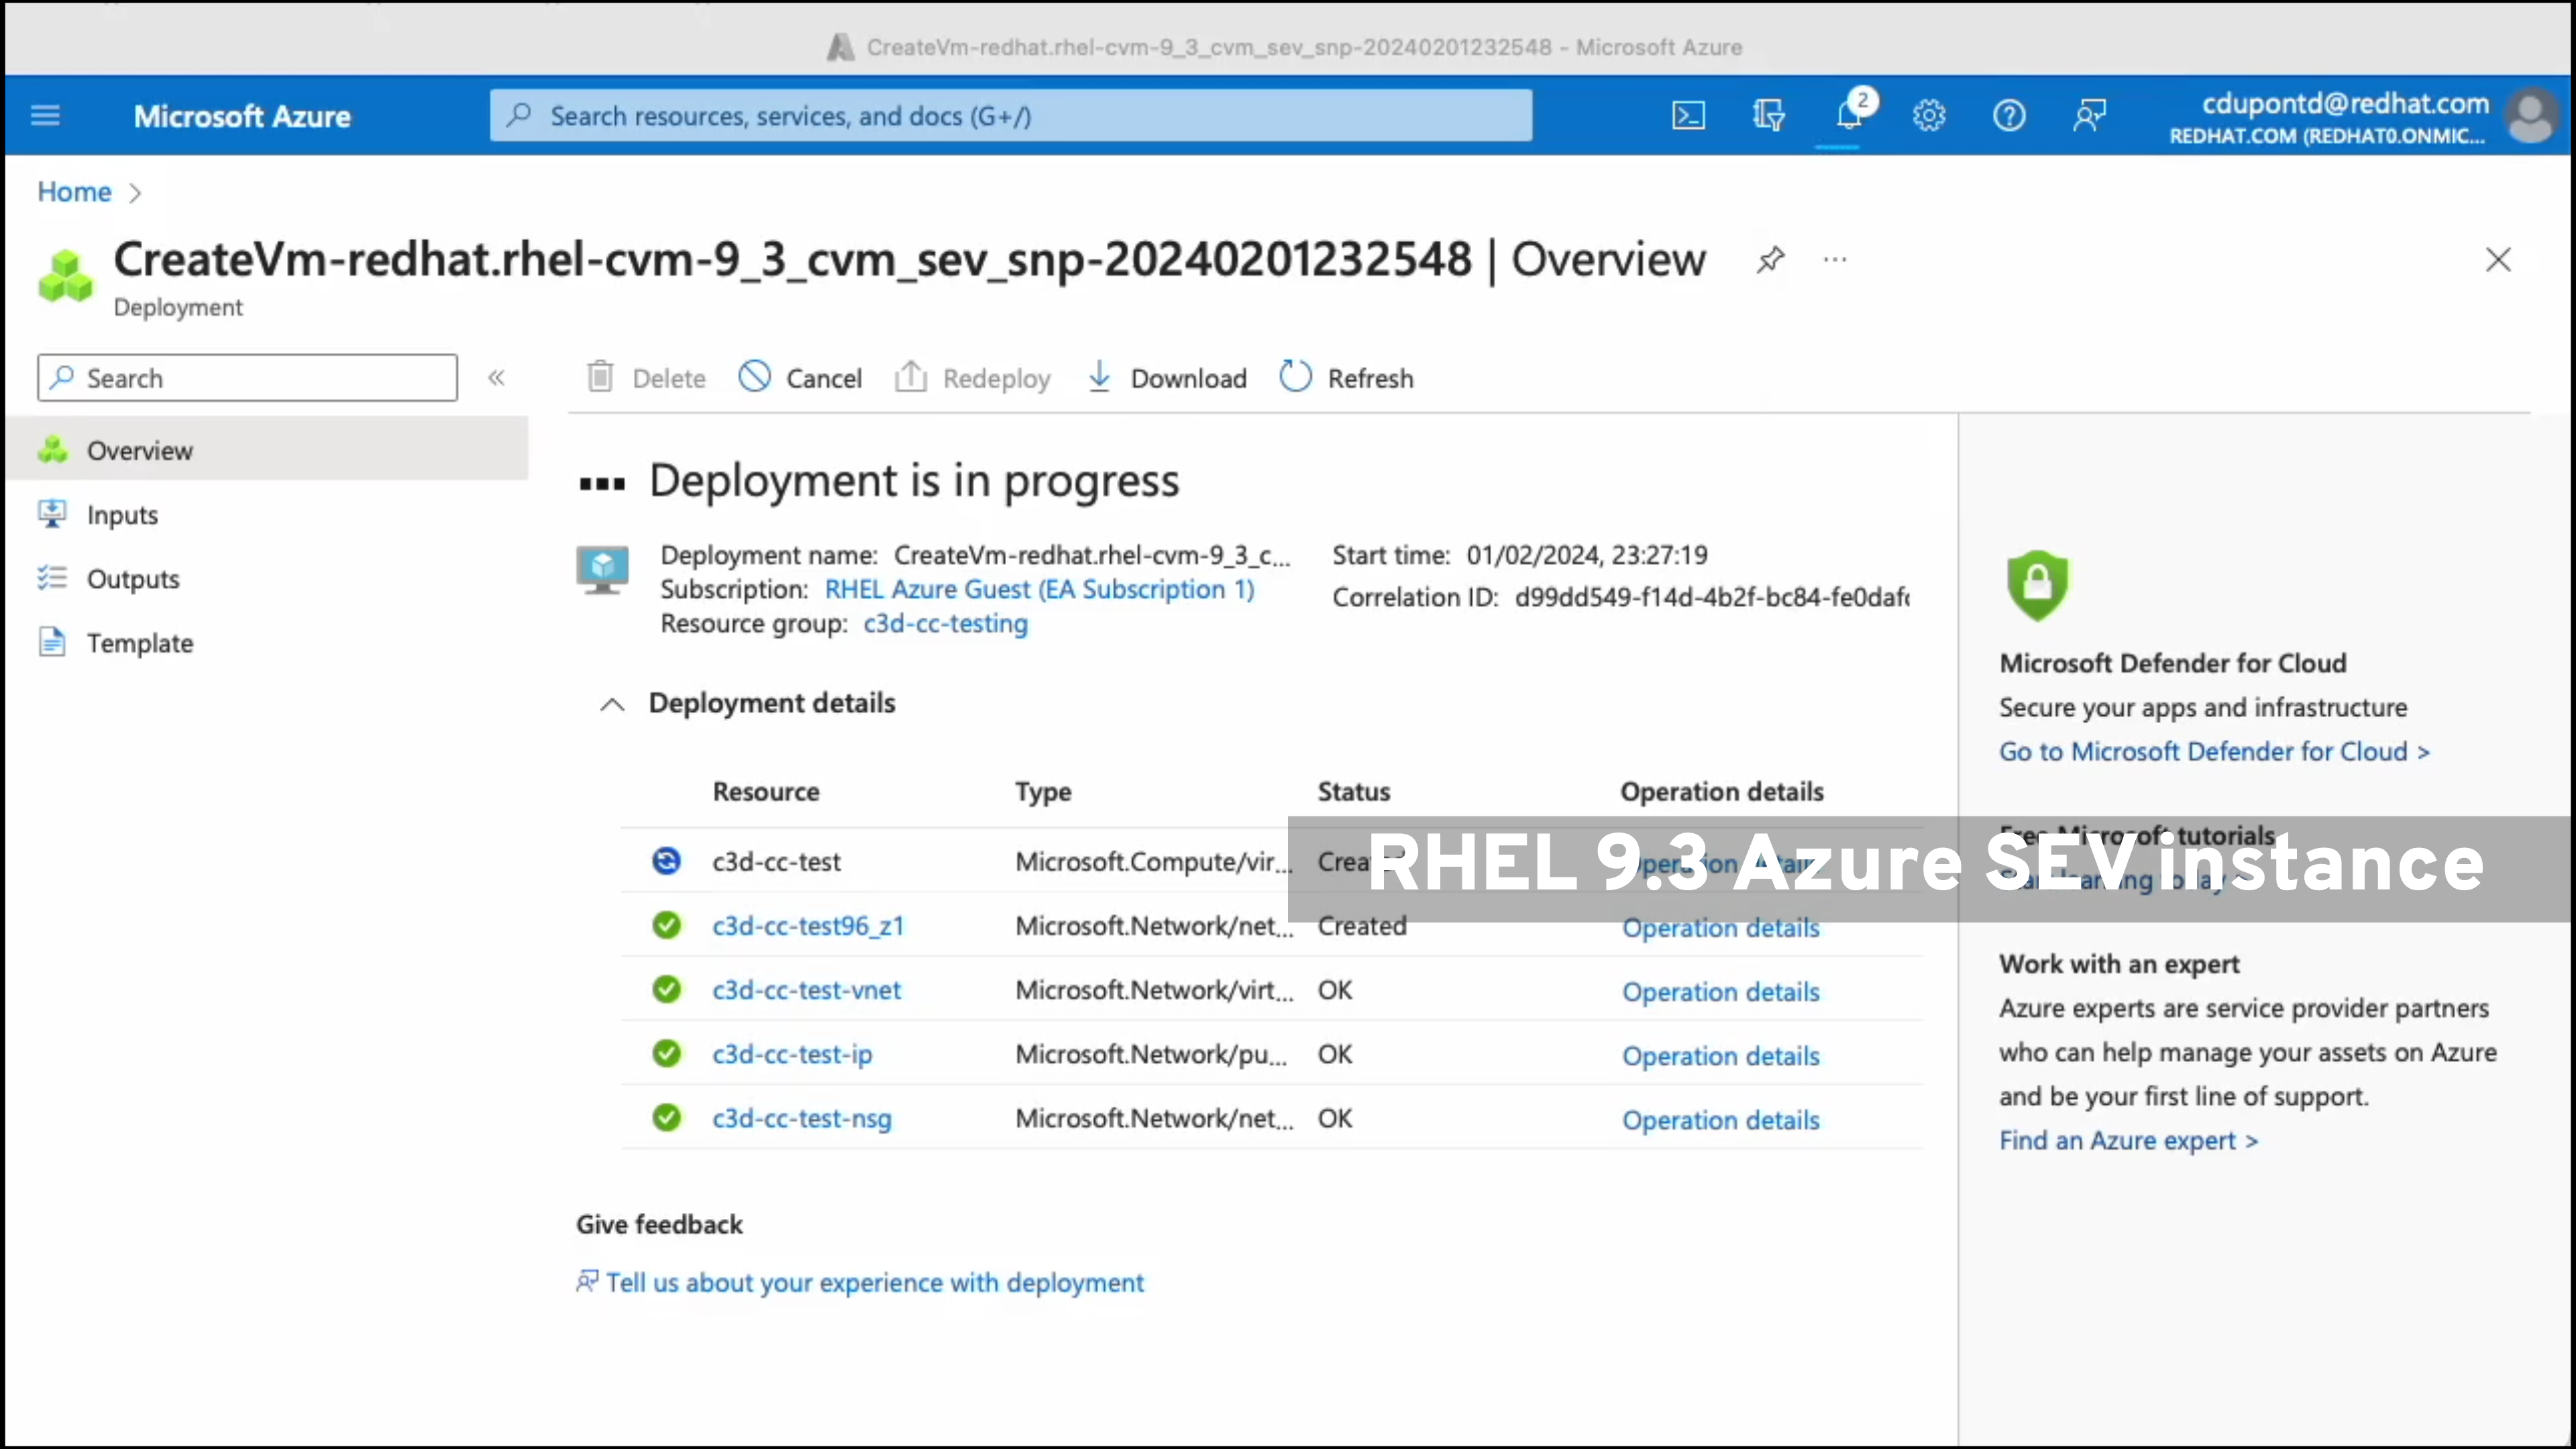 CreateVm-redhat.rhel-cvm-9_3_cvm_sev_snp-20240201232548 - Microsoft Azure
Microsoft Azure
Search resources, services, and docs (G+/)
2
cdupontd@redhat.com
REDHAT.COM (REDHAT0.ONMIC...
Home
CreateVm-redhat.rhel-cvm-9_3_cvm_sev_snp-20240201232548 | Overview
Deployment
Search
Delete
Cancel
Redeploy
Download
Refresh
Overview
Inputs
Outputs
Template
Deployment is in progress
Deployment name: CreateVm-redhat.rhel-cvm-9_3_c...
Subscription: RHEL Azure Guest (EA Subscription 1)
Resource group: c3d-cc-testing
Start time: 01/02/2024, 23:27:19
Correlation ID: d99dd549-f14d-4b2f-bc84-fe0daf
Deployment details
Resource Type Status Operation details
c3d-cc-test Microsoft.Compute/vir... Created Operation details
c3d-cc-test96_z1 Microsoft.Network/net... Created Operation details
c3d-cc-test-vnet Microsoft.Network/virt... OK Operation details
c3d-cc-test-ip Microsoft.Network/pu... OK Operation details
c3d-cc-test-nsg Microsoft.Network/net... OK Operation details
Give feedback
Tell us about your experience with deployment
Microsoft Defender for Cloud
Secure your apps and infrastructure
Go to Microsoft Defender for Cloud >
Free Microsoft tutorials
Start learning today >
RHEL 9.3 Azure SEV instance
Work with an expert
Azure experts are service provider partners
who can help manage your assets on Azure
and be your first line of support.
Find an Azure expert >